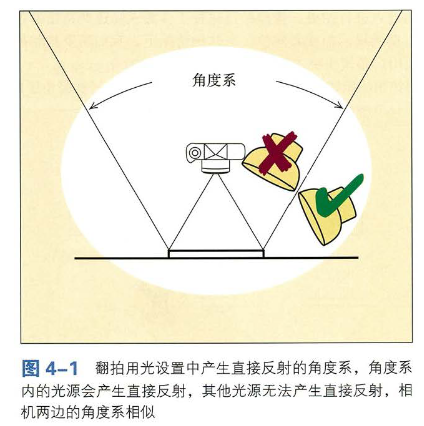 角度系
图 4-1 翻拍用光设置中产生直接反射的角度系，角度系
内的光源会产生直接反射，其他光源无法产生直接反射，相
机两边的角度系相似